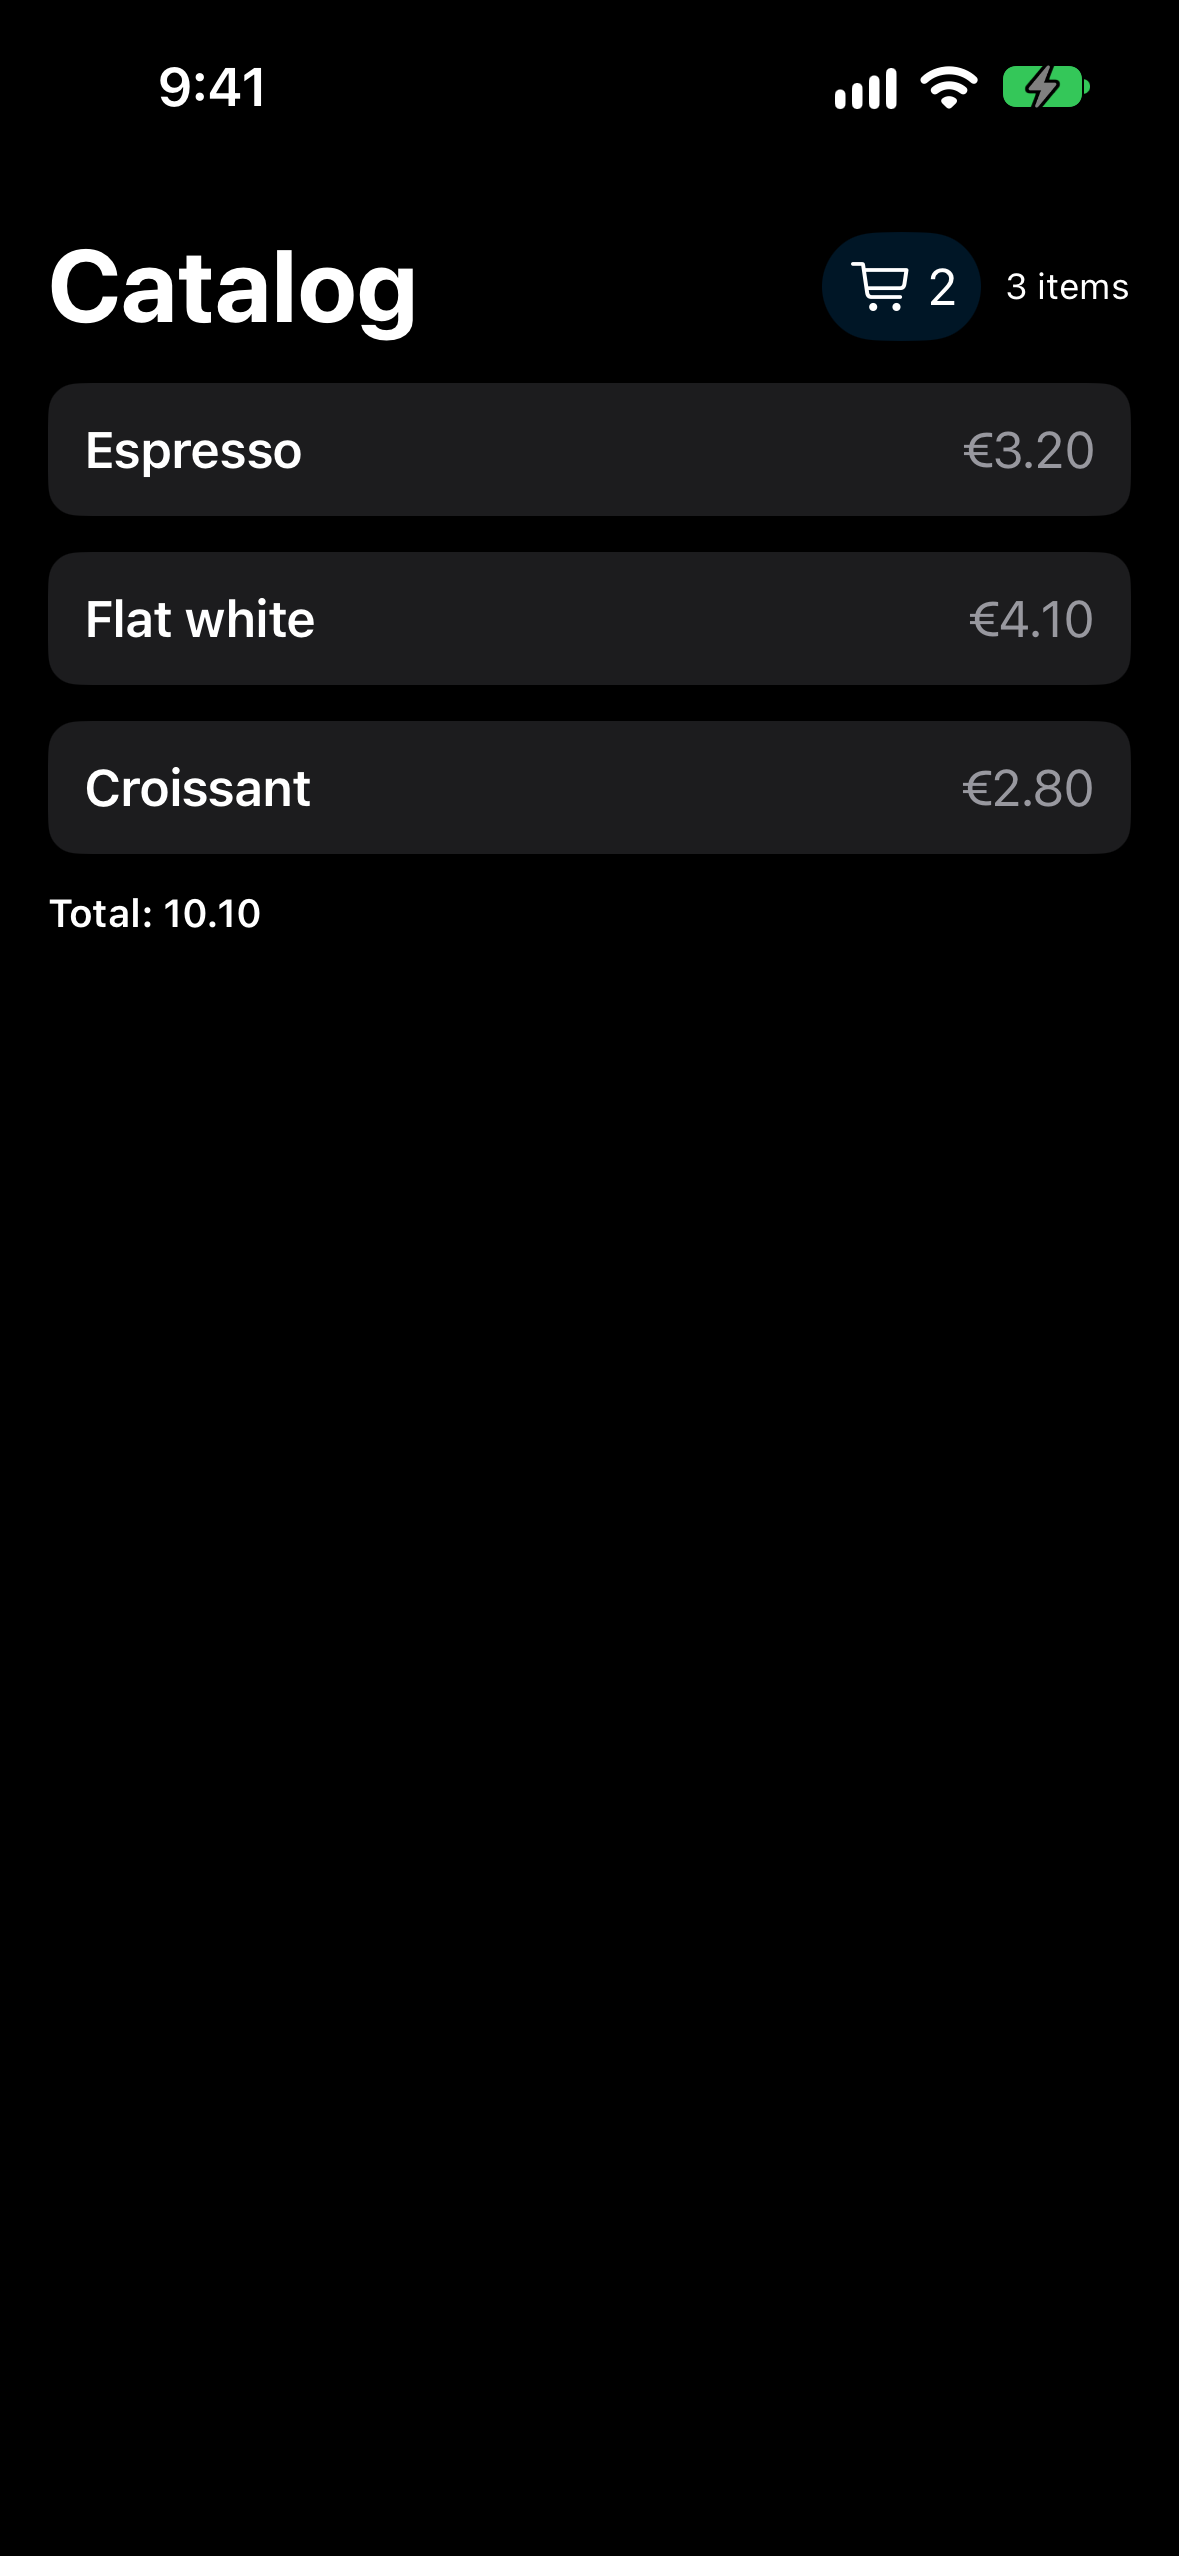 9:41
Catalog 2 3 items
Espresso €3.20
Flat white €4.10
Croissant €2.80
Total: 10.10